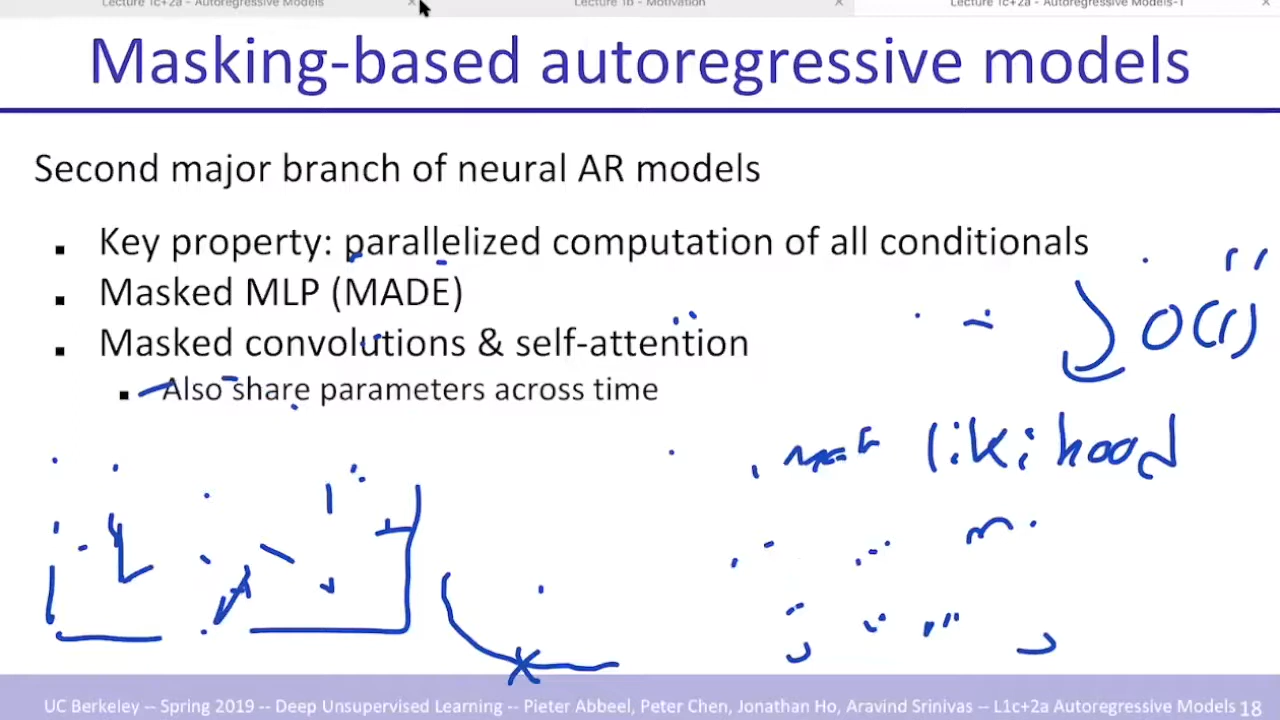 Lecture 1c+2a - Autoregressive Models
Lecture 1b - Motivation
Lecture 1c+2a - Autoregressive Models-1
Masking-based autoregressive models
Second major branch of neural AR models
▪ Key property: parallelized computation of all conditionals
▪ Masked MLP (MADE)
▪ Masked convolutions & self-attention
▪ Also share parameters across time
O(1)
likihood
UC Berkeley -- Spring 2019 -- Deep Unsupervised Learning -- Pieter Abbeel, Peter Chen, Jonathan Ho, Aravind Srinivas -- L1c+2a Autoregressive Models 18